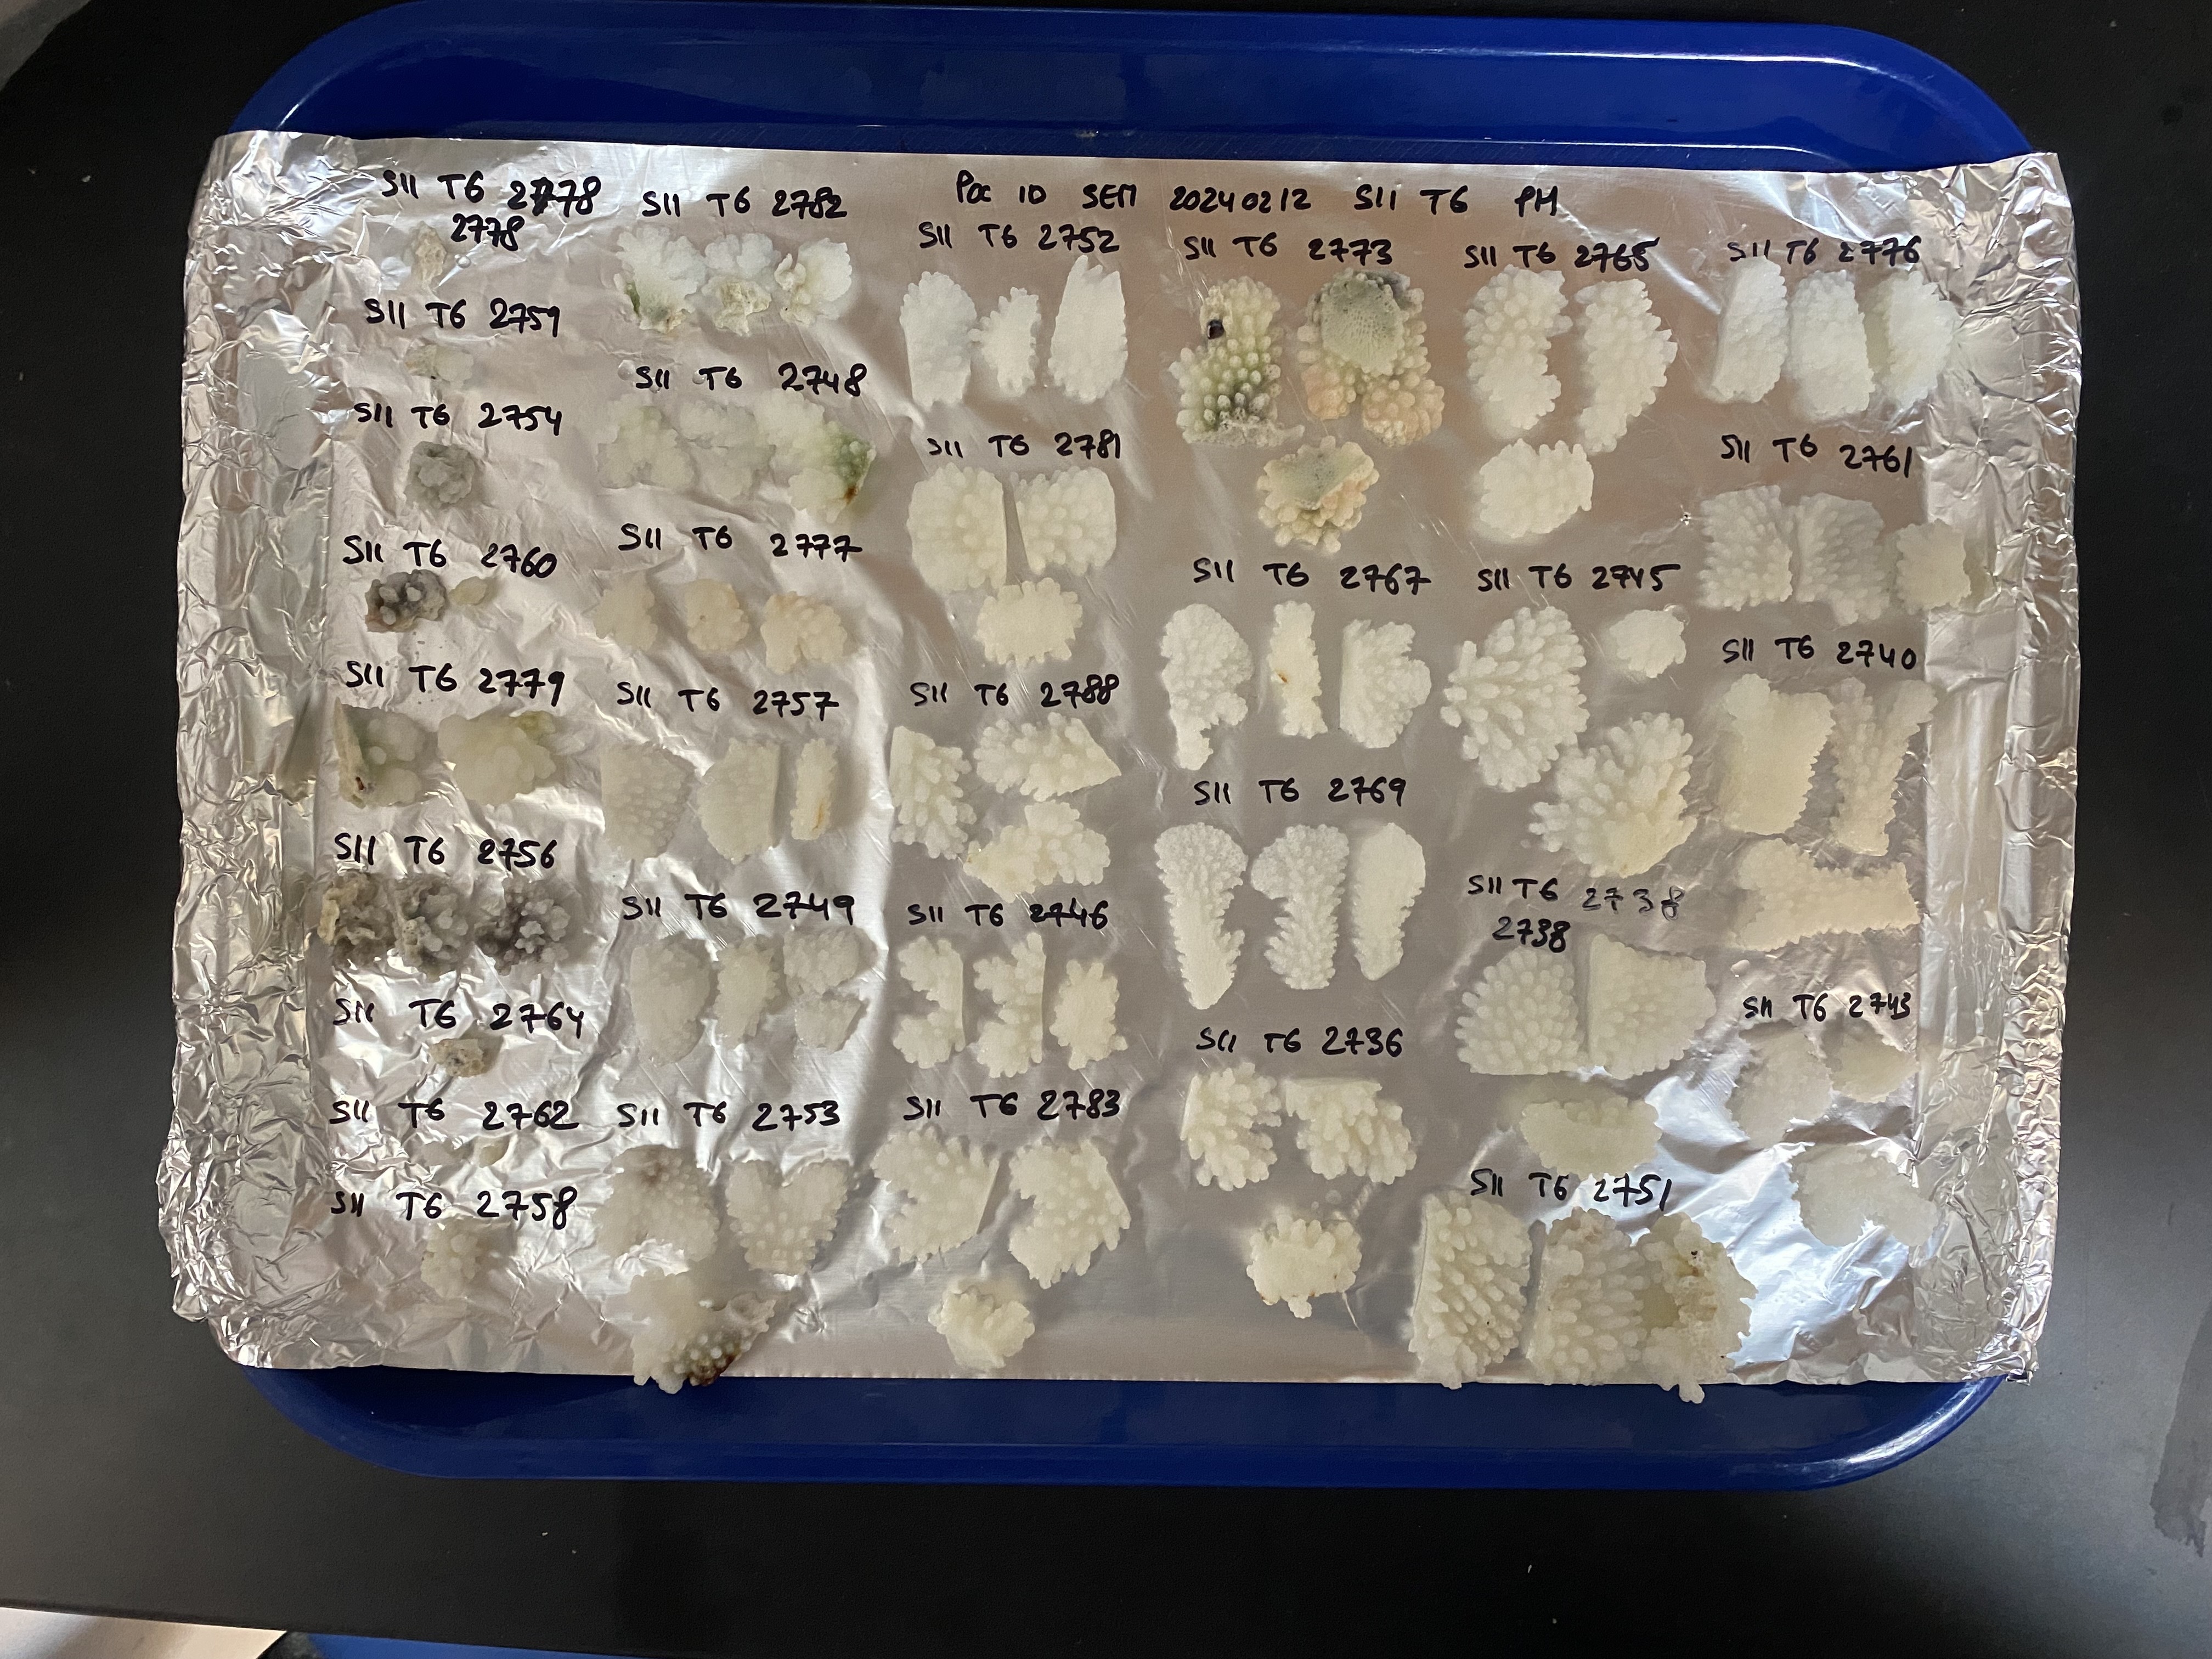 Poc ID SEM 20240212 S11 T6 PM
S11 T6 2778
2778
S11 T6 2759
S11 T6 2754
S11 T6 2760
S11 T6 2779
S11 T6 2756
S11 T6 2764
S11 T6 2762
S11 T6 2758
S11 T6 2782
S11 T6 2748
S11 T6 2777
S11 T6 2757
S11 T6 2749
S11 T6 2753
S11 T6 2752
S11 T6 2781
S11 T6 2788
S11 T6 2746
S11 T6 2783
S11 T6 2773
S11 T6 2767
S11 T6 2769
S11 T6 2736
S11 T6 2765
S11 T6 2745
S11 T6 2738
2738
S11 T6 2751
S11 T6 2776
S11 T6 2761
S11 T6 2740
S11 T6 2743